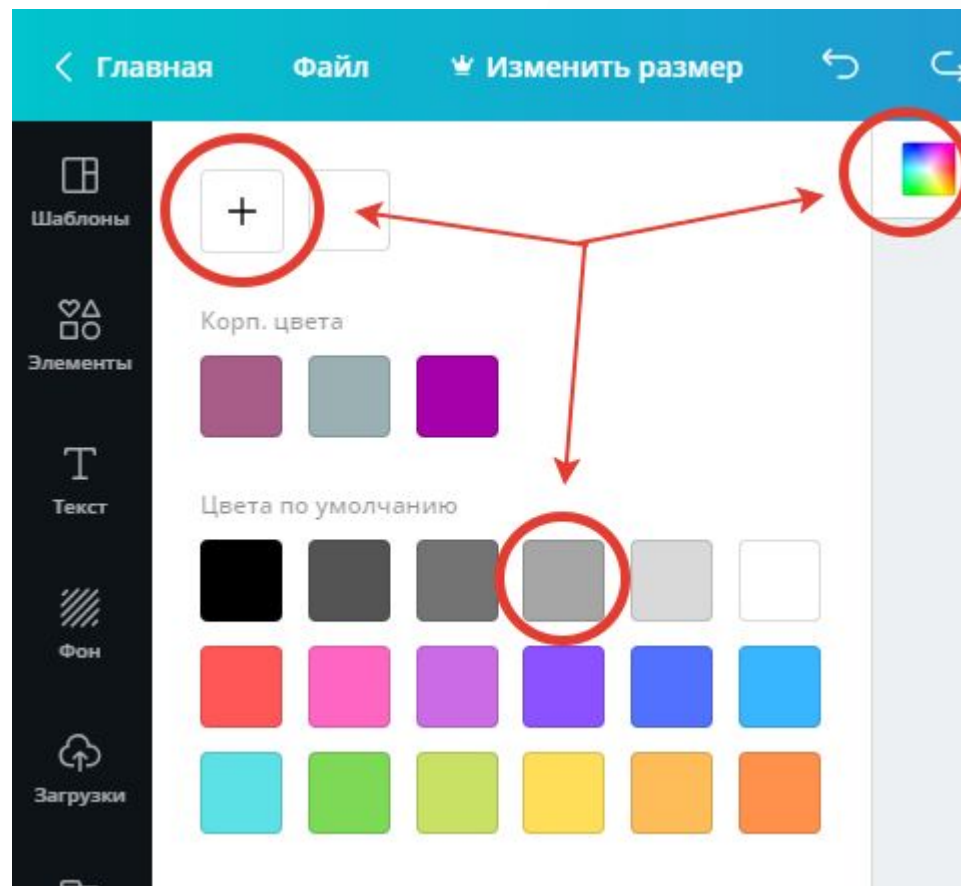 Главная Файл Изменить размер
Шаблоны
Элементы
Текст
Фон
Загрузки
+
Корп. цвета
Цвета по умолчанию